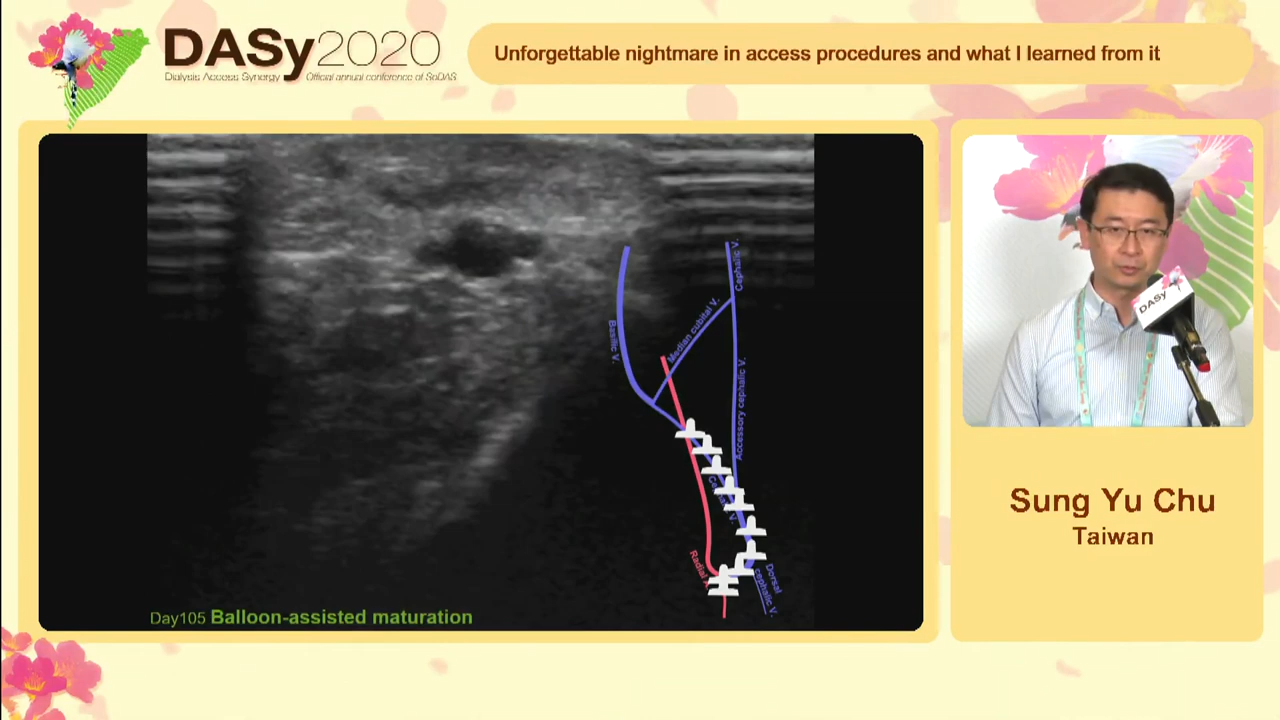 DASy2020
Dialysis Access Synergy Official annual conference of SoDAS
Unforgettable nightmare in access procedures and what I learned from it
Cephalic V.
Median cubital V.
Basilic V.
Accessory cephalic V.
Radial
Dorsal
cephalic V.
Day105 Balloon-assisted maturation
DASy
Sung Yu Chu
Taiwan